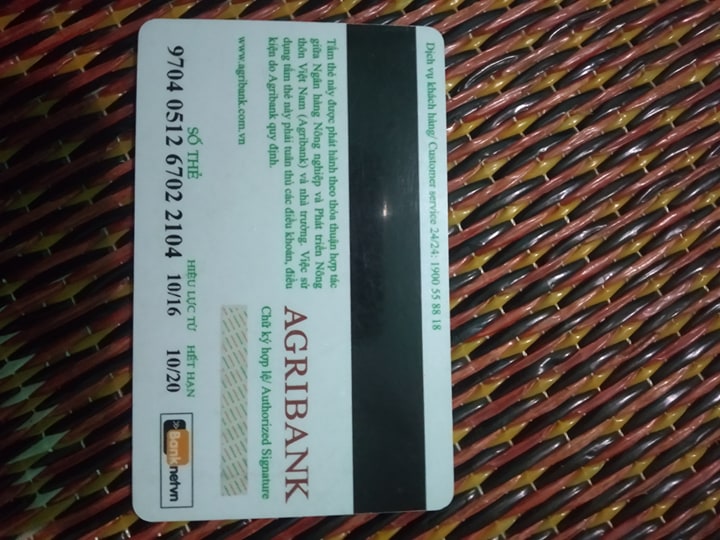 Dịch vụ khách hàng/ Customer service 24/24: 1900 55 88 18
Tấm thẻ này được phát hành theo thỏa thuận hợp tác
giữa Ngân hàng Nông nghiệp và Phát triển Nông
thôn Việt Nam (Agribank) và nhà trường. Việc sử
dụng tấm thẻ này phải tuân thủ các điều khoản, điều
kiện do Agribank quy định.
www.agribank.com.vn
AGRIBANK
Chữ ký hợp lệ/ Authorized Signature
SỐ THẺ
HIỆU LỰC TỪ
HẾT HẠN
9704 0512 6702 2104
10/16
10/20
Banknetvn